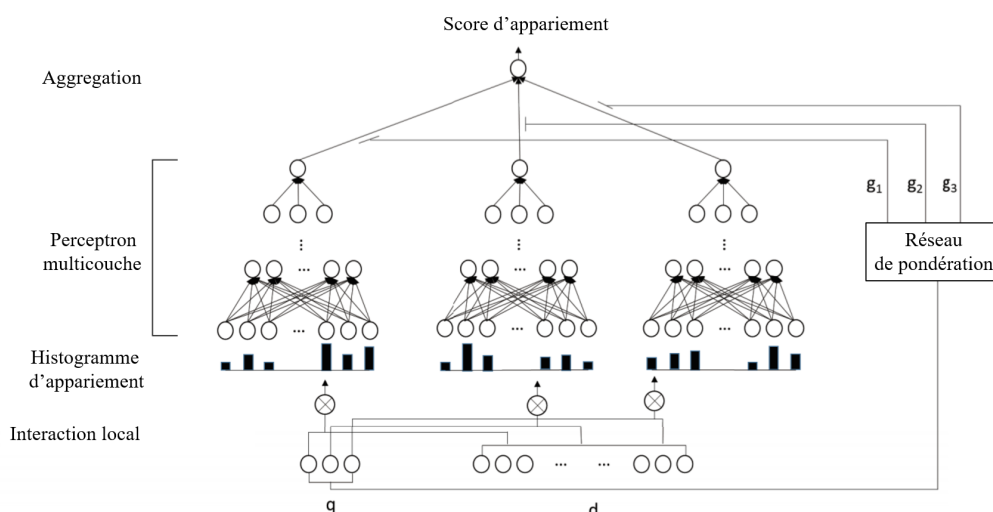 Score d’appariement
Aggregation
g₁
g₂
g₃
Réseau
de pondération
Perceptron
multicouche
Histogramme
d’appariement
Interaction local
q
d